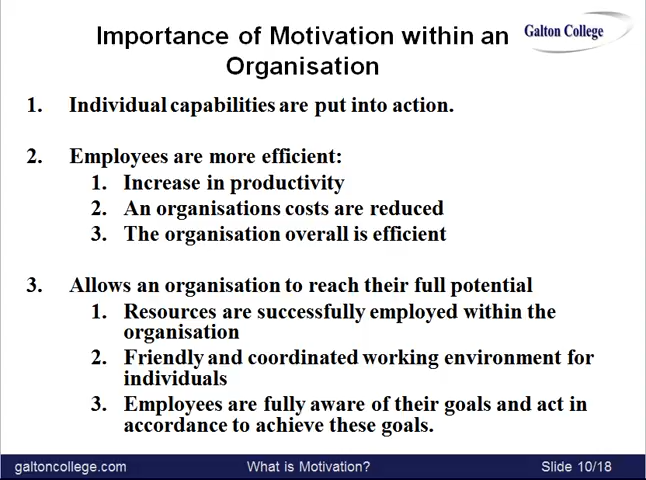 Importance of Motivation within an
Organisation
Galton College
1. Individual capabilities are put into action.
2. Employees are more efficient:
1. Increase in productivity
2. An organisations costs are reduced
3. The organisation overall is efficient
3. Allows an organisation to reach their full potential
1. Resources are successfully employed within the
organisation
2. Friendly and coordinated working environment for
individuals
3. Employees are fully aware of their goals and act in
accordance to achieve these goals.
galtoncollege.com What is Motivation? Slide 10/18